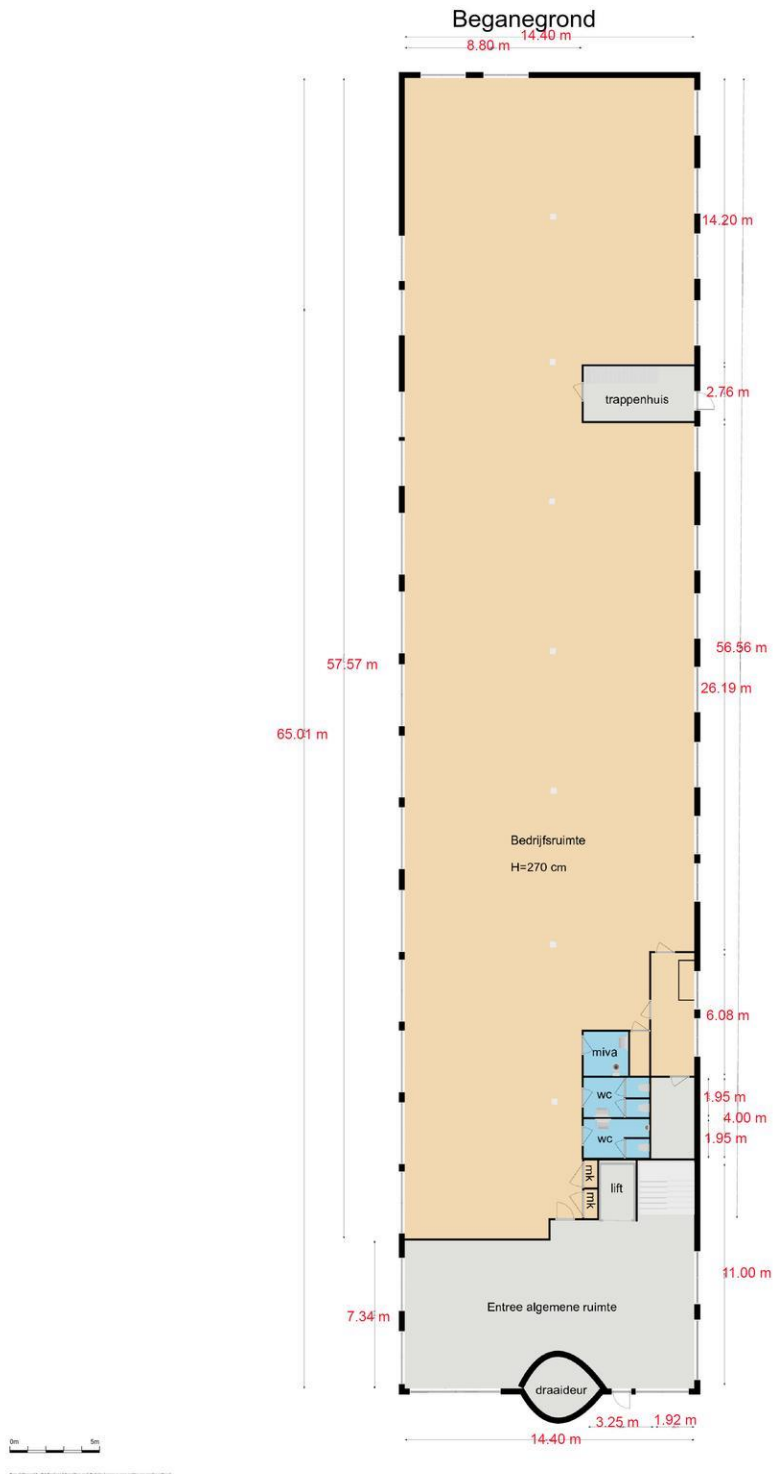 Beganegrond
14.40 m
8.80 m
14.20 m
2.76 m
trappenhuis
56.56 m
57.57 m
26.19 m
65.01 m
Bedrijfsruimte
H=270 cm
6.08 m
miva
wc
1.95 m
4.00 m
wc
1.95 m
mk
lift
mk
11.00 m
Entree algemene ruimte
7.34 m
draaideur
3.25 m
1.92 m
14.40 m
0m
5m